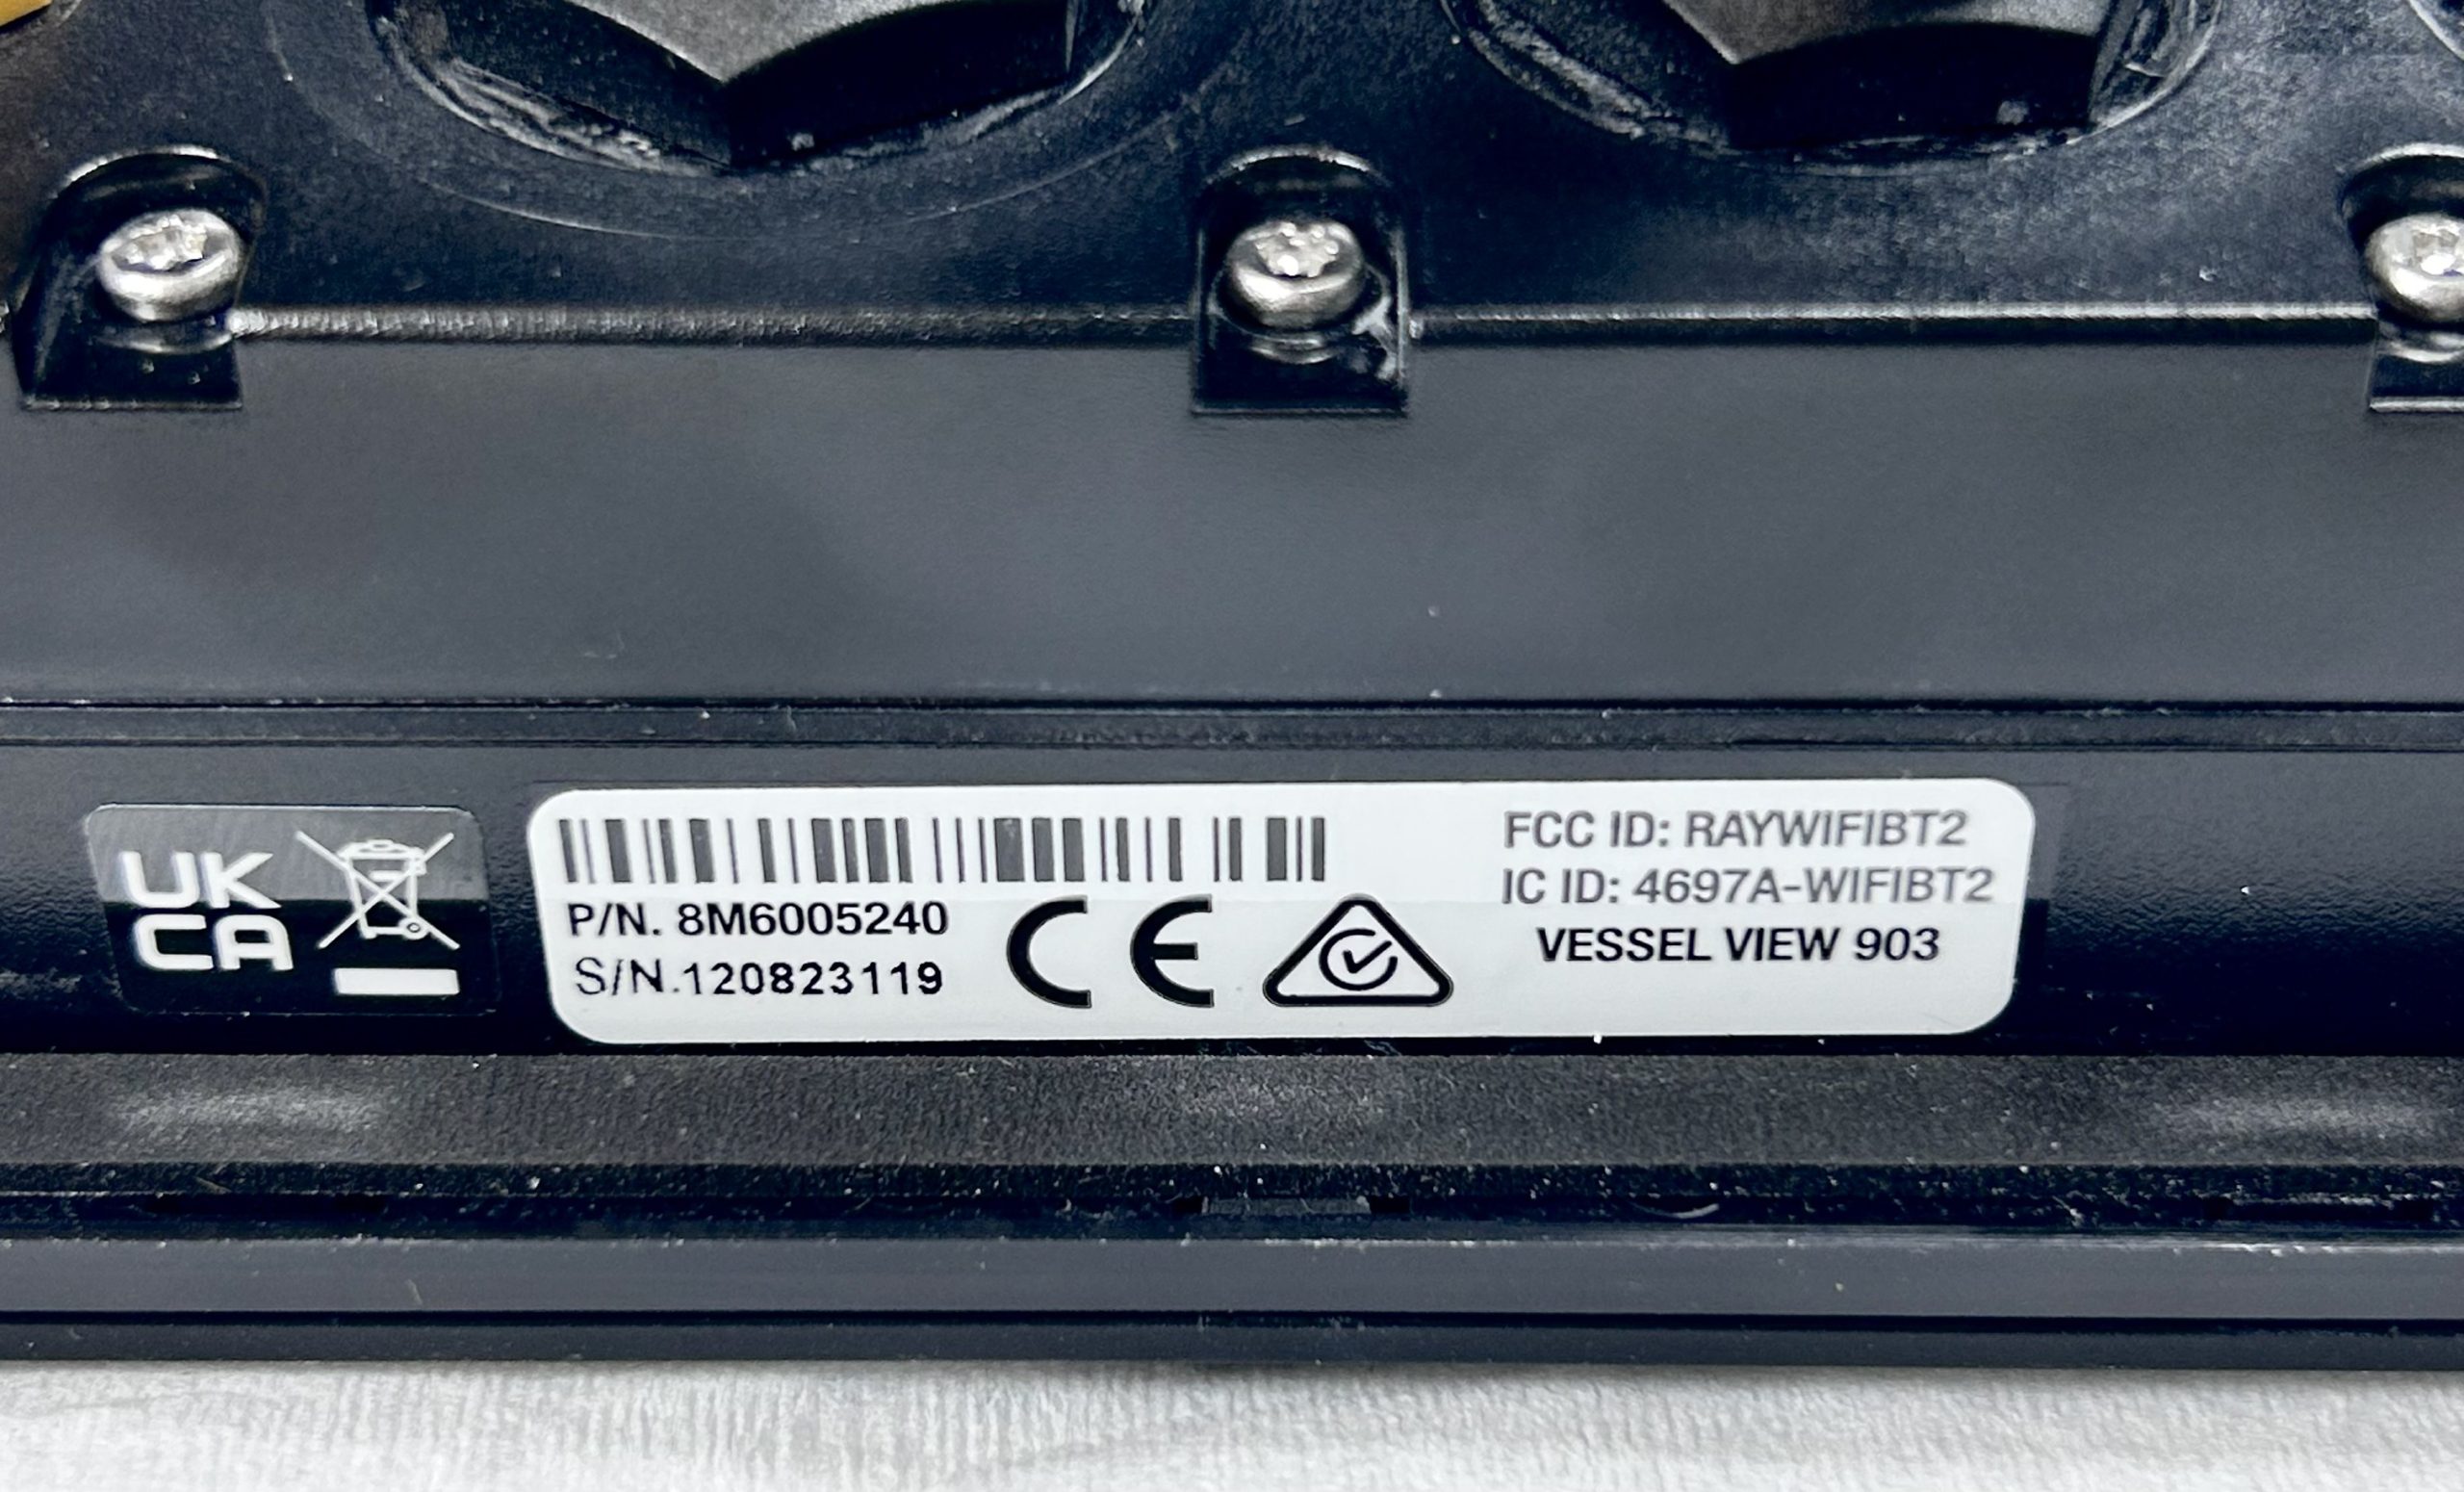 UK
CA
P/N. 8M6005240
S/N.120823119
CE
FCC ID: RAYWIFIBT2
IC ID: 4697A-WIFIBT2
VESSEL VIEW 903